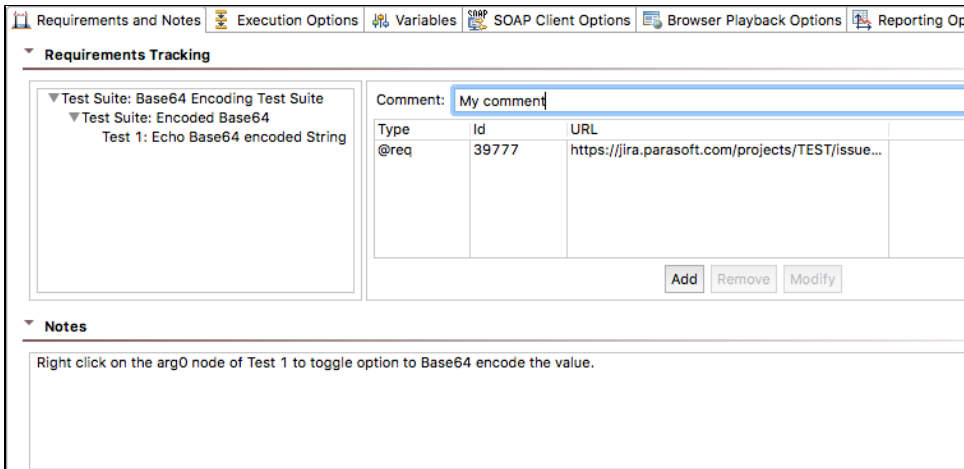 Requirements and Notes Execution Options Variables SOAP SOAP Client Options Browser Playback Options Reporting Op
Requirements Tracking
Test Suite: Base64 Encoding Test Suite
Test Suite: Encoded Base64
Test 1: Echo Base64 encoded String
Comment: My comment
Type Id URL
@req 39777 https://jira.parasoft.com/projects/TEST/issue...
Add Remove Modify
Notes
Right click on the arg0 node of Test 1 to toggle option to Base64 encode the value.